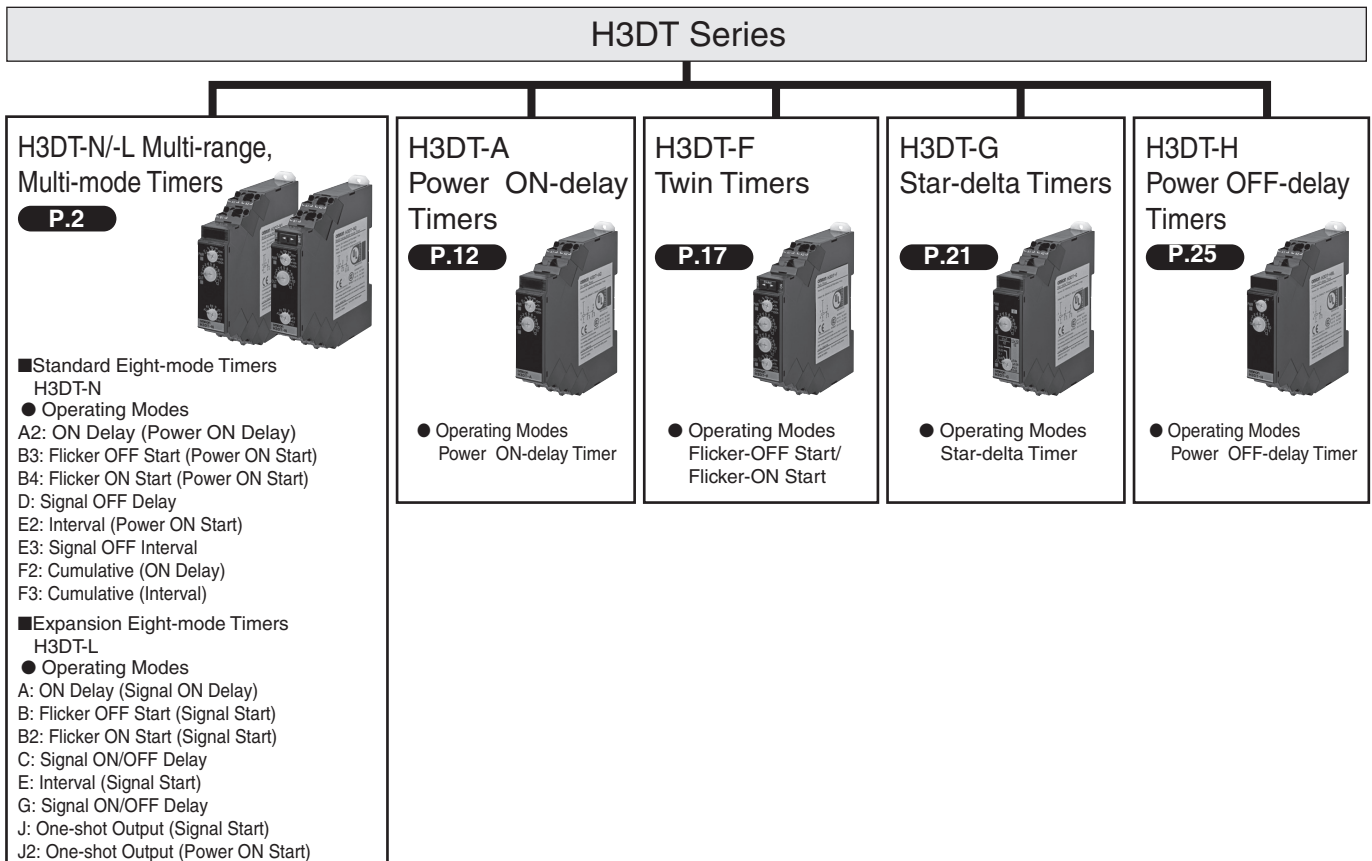 H3DT Series
H3DT-N/-L Multi-range,
Multi-mode Timers
P.2
■Standard Eight-mode Timers
H3DT-N
● Operating Modes
A2: ON Delay (Power ON Delay)
B3: Flicker OFF Start (Power ON Start)
B4: Flicker ON Start (Power ON Start)
D: Signal OFF Delay
E2: Interval (Power ON Start)
E3: Signal OFF Interval
F2: Cumulative (ON Delay)
F3: Cumulative (Interval)
■Expansion Eight-mode Timers
H3DT-L
● Operating Modes
A: ON Delay (Signal ON Delay)
B: Flicker OFF Start (Signal Start)
B2: Flicker ON Start (Signal Start)
C: Signal ON/OFF Delay
E: Interval (Signal Start)
G: Signal ON/OFF Delay
J: One-shot Output (Signal Start)
J2: One-shot Output (Power ON Start)
H3DT-A
Power ON-delay
Timers
P.12
● Operating Modes
Power ON-delay Timer
H3DT-F
Twin Timers
P.17
● Operating Modes
Flicker-OFF Start/
Flicker-ON Start
H3DT-G
Star-delta Timers
P.21
● Operating Modes
Star-delta Timer
H3DT-H
Power OFF-delay
Timers
P.25
● Operating Modes
Power OFF-delay Timer